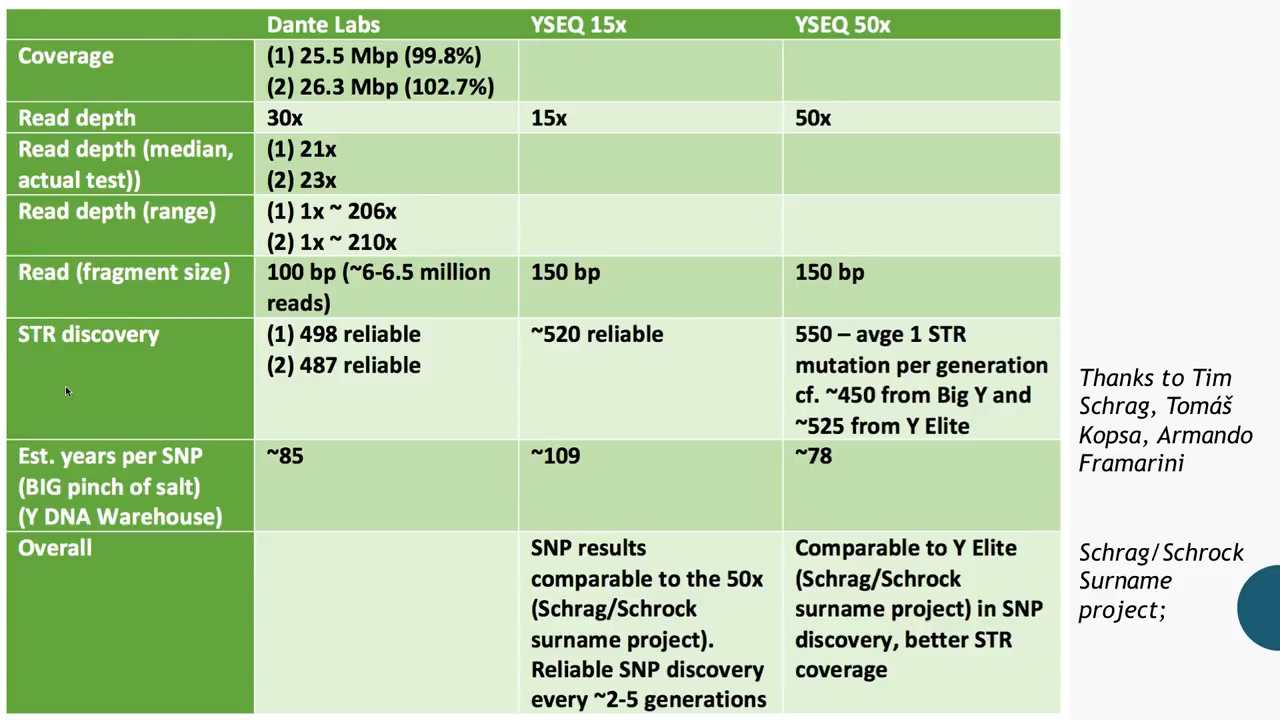 Dante Labs YSEQ 15x YSEQ 50x
Coverage
(1) 25.5 Mbp (99.8%)
(2) 26.3 Mbp (102.7%)
Read depth
30x
15x
50x
Read depth (median,
actual test))
(1) 21x
(2) 23x
Read depth (range)
(1) 1x ~ 206x
(2) 1x ~ 210x
Read (fragment size)
100 bp (~6-6.5 million
reads)
150 bp
150 bp
STR discovery
(1) 498 reliable
(2) 487 reliable
~520 reliable
550 – avge 1 STR
mutation per generation
cf. ~450 from Big Y and
~525 from Y Elite
Est. years per SNP
(BIG pinch of salt)
(Y DNA Warehouse)
~85
~109
~78
Overall
SNP results
comparable to the 50x
(Schrag/Schrock
surname project).
Reliable SNP discovery
every ~2-5 generations
Comparable to Y Elite
(Schrag/Schrock
surname project) in SNP
discovery, better STR
coverage
Thanks to Tim
Schrag, Tomáš
Kopsa, Armando
Framarini
Schrag/Schrock
Surname
project;